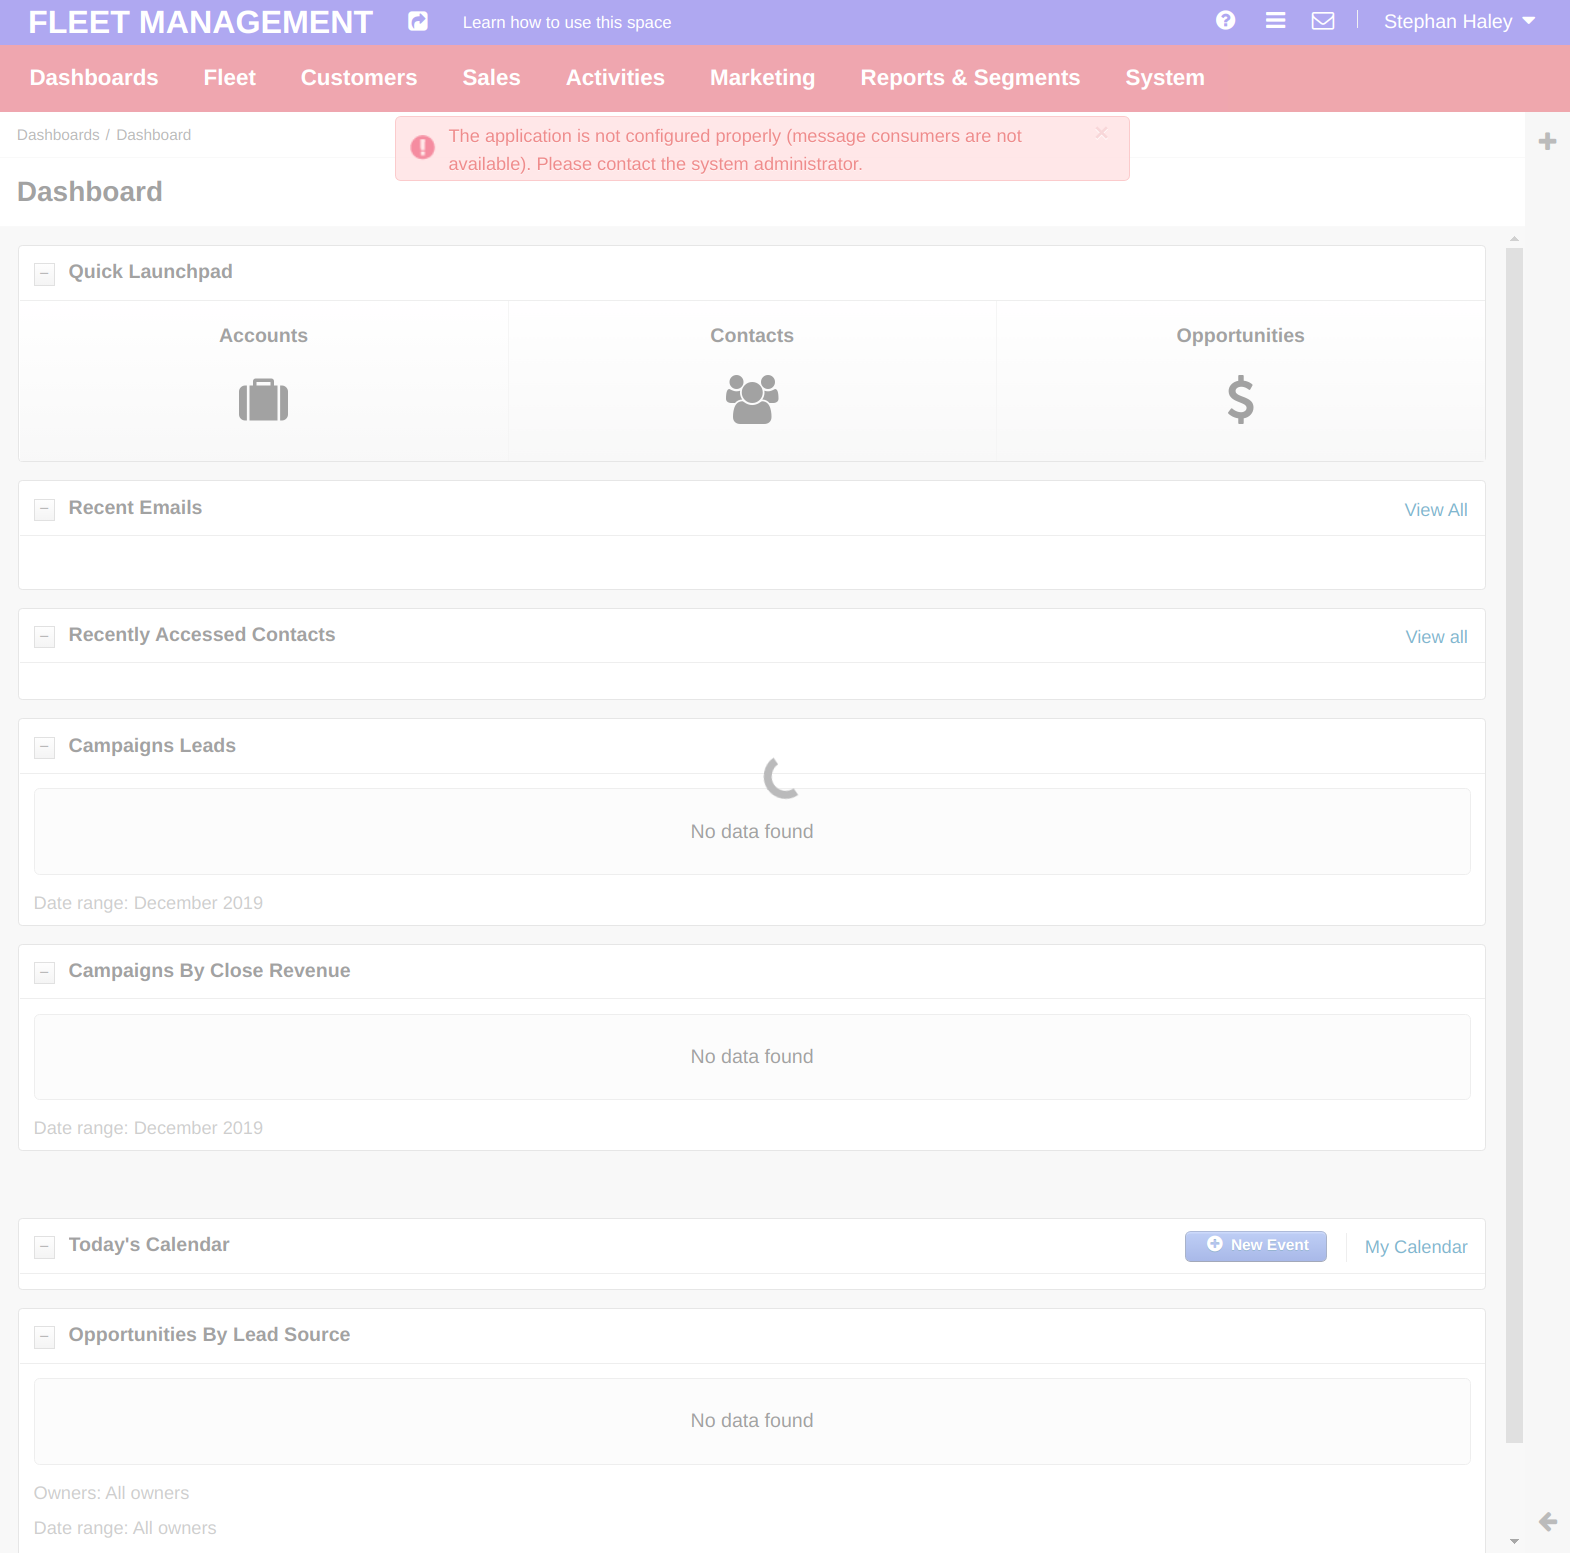 FLEET MANAGEMENT
Learn how to use this space
Stephan Haley
Dashboards Fleet Customers Sales Activities Marketing Reports & Segments System
Dashboards / Dashboard
The application is not configured properly (message consumers are not
available). Please contact the system administrator.
Dashboard
Quick Launchpad
Accounts
Contacts
Opportunities
Recent Emails
View All
Recently Accessed Contacts
View all
Campaigns Leads
No data found
Date range: December 2019
Campaigns By Close Revenue
No data found
Date range: December 2019
Today's Calendar
New Event
My Calendar
Opportunities By Lead Source
No data found
Owners: All owners
Date range: All owners